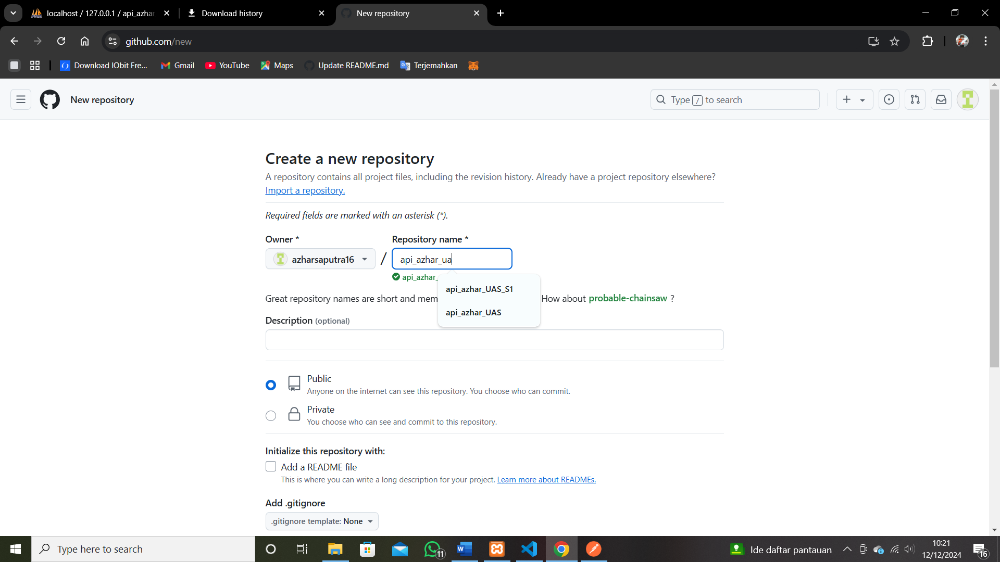 localhost / 127.0.0.1 / api_azhar
Download history
New repository
github.com/new
Download IObit Fre...
Gmail
YouTube
Maps
Update README.md
Terjemahkan
New repository
Type / to search
Create a new repository
A repository contains all project files, including the revision history. Already have a project repository elsewhere?
Import a repository.
Required fields are marked with an asterisk (*).
Owner *
Repository name *
azharsaputra16
/
api_azhar_ua
api_azhar_
api_azhar_UAS_S1
Great repository names are short and mem
How about probable-chainsaw ?
api_azhar_UAS
Description (optional)
Public
Anyone on the internet can see this repository. You choose who can commit.
Private
You choose who can see and commit to this repository.
Initialize this repository with:
Add a README file
This is where you can write a long description for your project. Learn more about READMEs.
Add .gitignore
.gitignore template: None
Type here to search
11
Ide daftar pantauan
10:21
12/12/2024
16